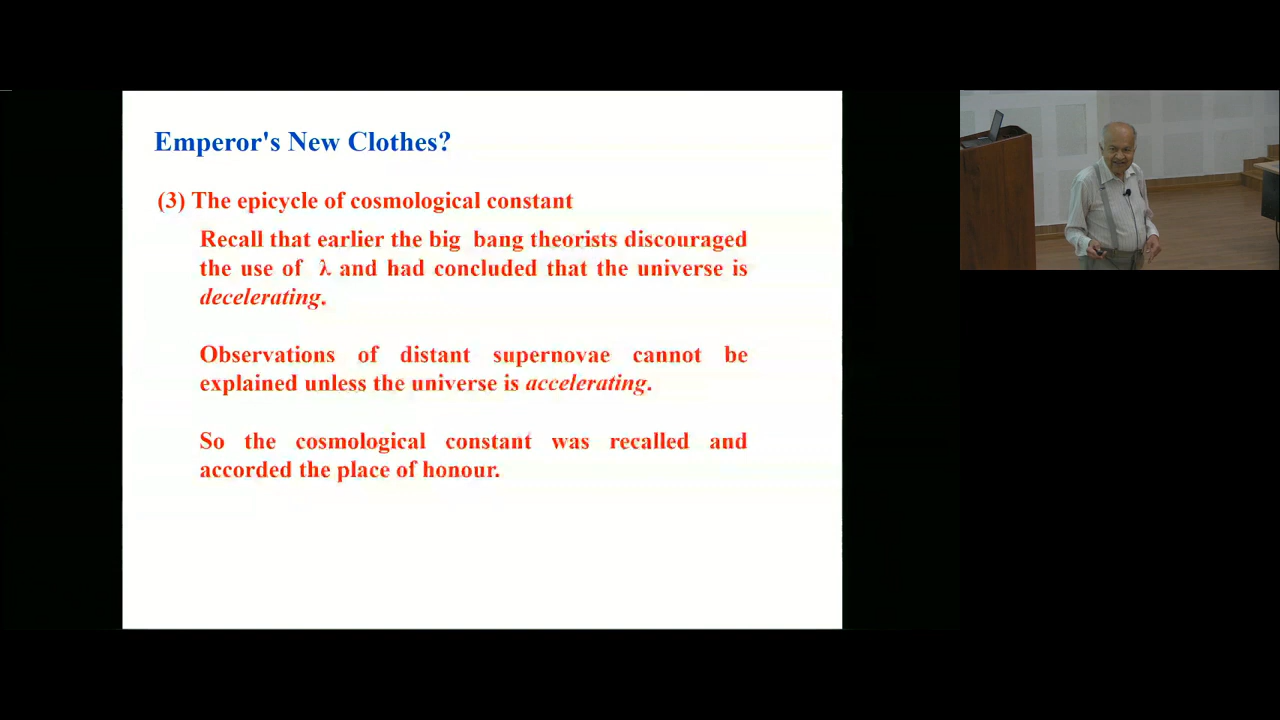 Emperor's New Clothes?
(3) The epicycle of cosmological constant
Recall that earlier the big bang theorists discouraged
the use of λ and had concluded that the universe is
decelerating.
Observations of distant supernovae cannot be
explained unless the universe is accelerating.
So the cosmological constant was recalled and
accorded the place of honour.